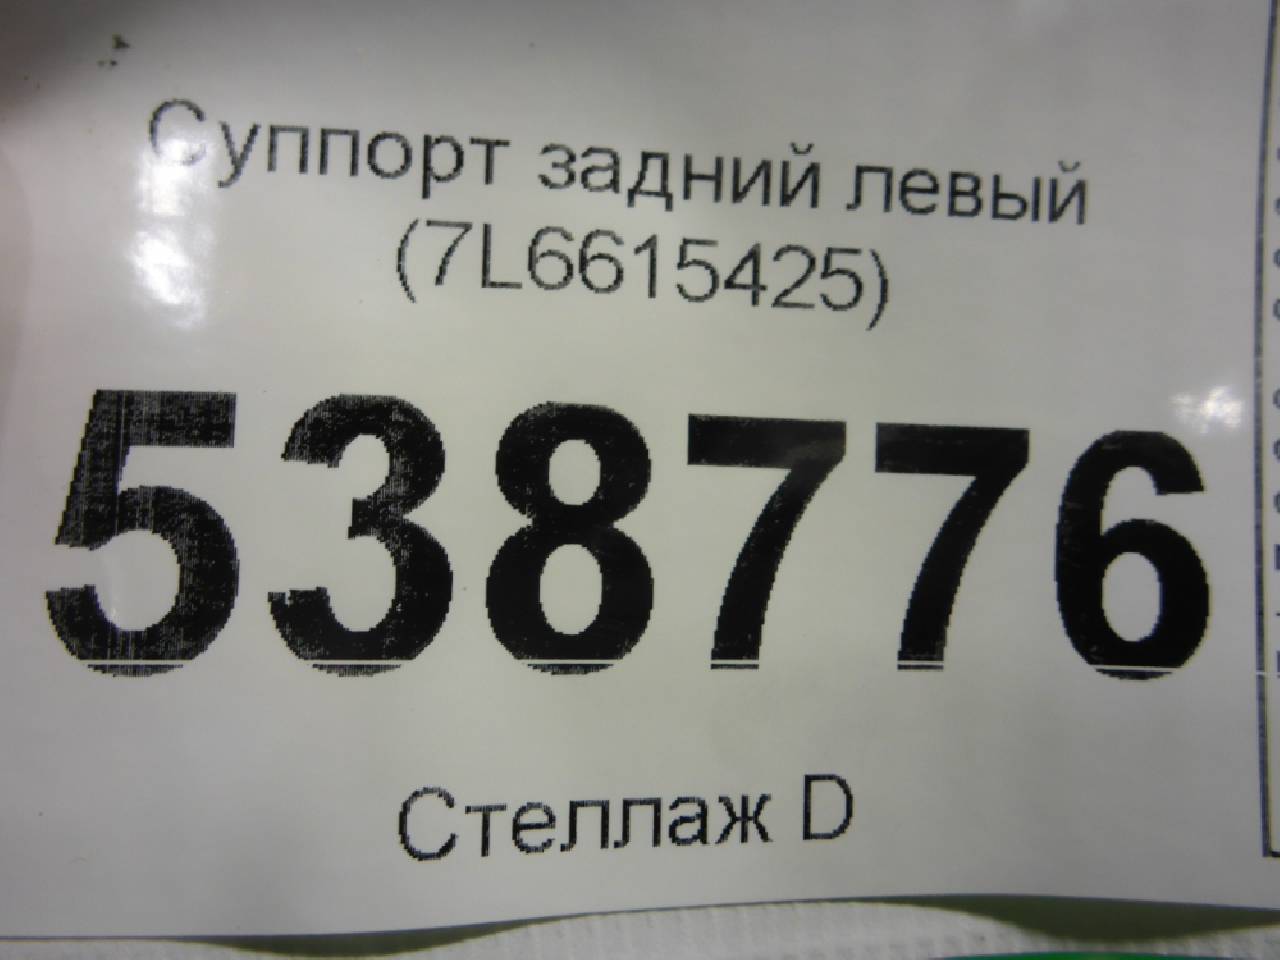 Суппорт задний левый
(7L6615425)
538776
Стеллаж D